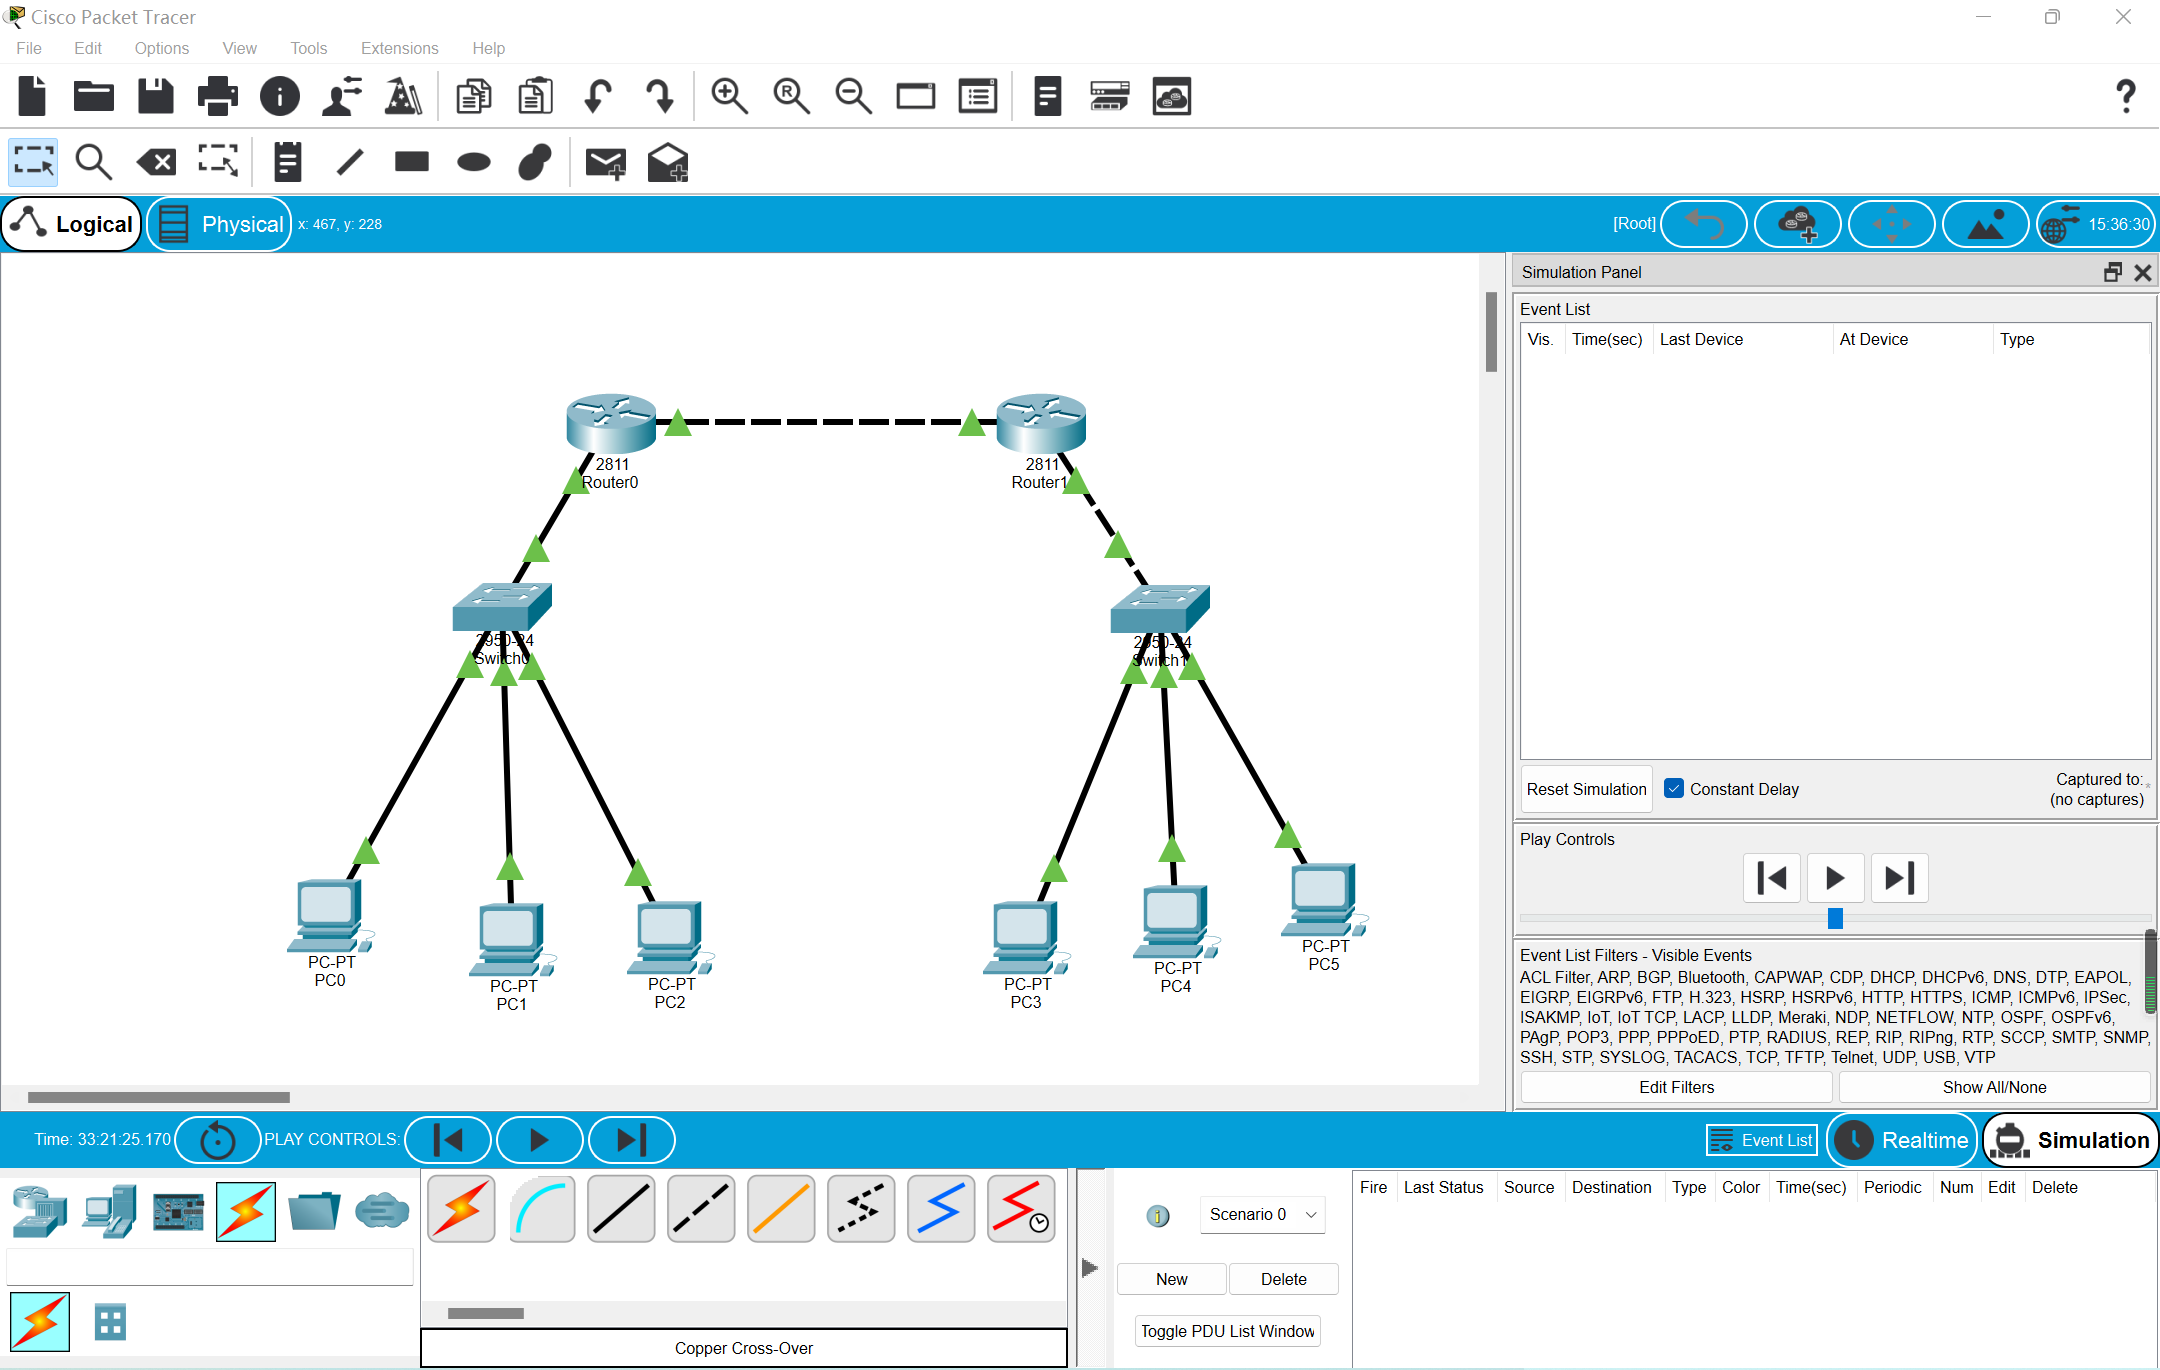 Cisco Packet Tracer
File Edit Options View Tools Extensions Help
Logical Physical x: 467, y: 228 [Root] 15:36:30
Simulation Panel
Event List
Vis. Time(sec) Last Device At Device Type
2811
Router0
2811
Router1
2950-24
Switch0
2950-24
Switch1
PC-PT
PC0
PC-PT
PC1
PC-PT
PC2
PC-PT
PC3
PC-PT
PC4
PC-PT
PC5
Reset Simulation Constant Delay Captured to:
(no captures)
Play Controls
Event List Filters - Visible Events
ACL Filter, ARP, BGP, Bluetooth, CAPWAP, CDP, DHCP, DHCPv6, DNS, DTP, EAPOL,
EIGRP, EIGRPv6, FTP, H.323, HSRP, HSRPv6, HTTP, HTTPS, ICMP, ICMPv6, IPSec,
ISAKMP, IoT, IoT TCP, LACP, LLDP, Meraki, NDP, NETFLOW, NTP, OSPF, OSPFv6,
PAgP, POP3, PPP, PPPoED, PTP, RADIUS, REP, RIP, RIPng, RTP, SCCP, SMTP, SNMP,
SSH, STP, SYSLOG, TACACS, TCP, TFTP, Telnet, UDP, USB, VTP
Edit Filters Show All/None
Time: 33:21:25.170 PLAY CONTROLS: Event List Realtime Simulation
Scenario 0
New Delete
Toggle PDU List Window
Fire Last Status Source Destination Type Color Time(sec) Periodic Num Edit Delete
Copper Cross-Over